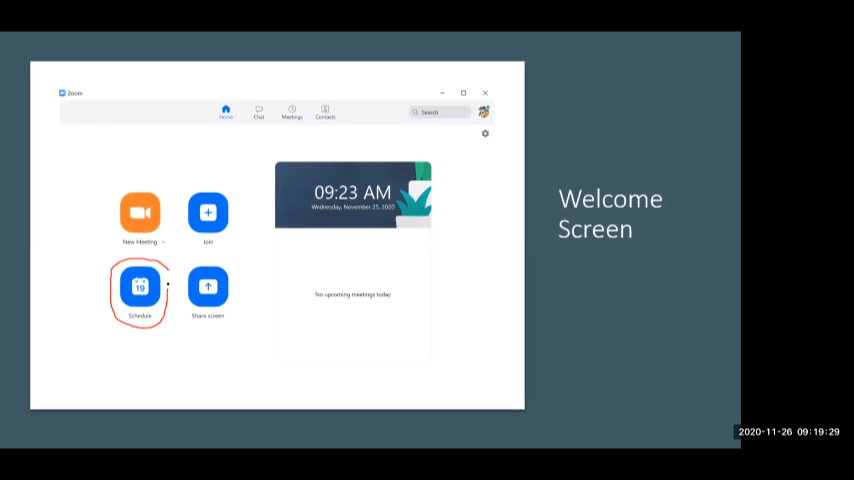 Zoom
Home
Chat
Meetings
Contacts
Search
09:23 AM
Wednesday, November 25, 2020
New Meeting
Join
19
Schedule
Share screen
No upcoming meetings today
Welcome
Screen
2020-11-26 09:19:29